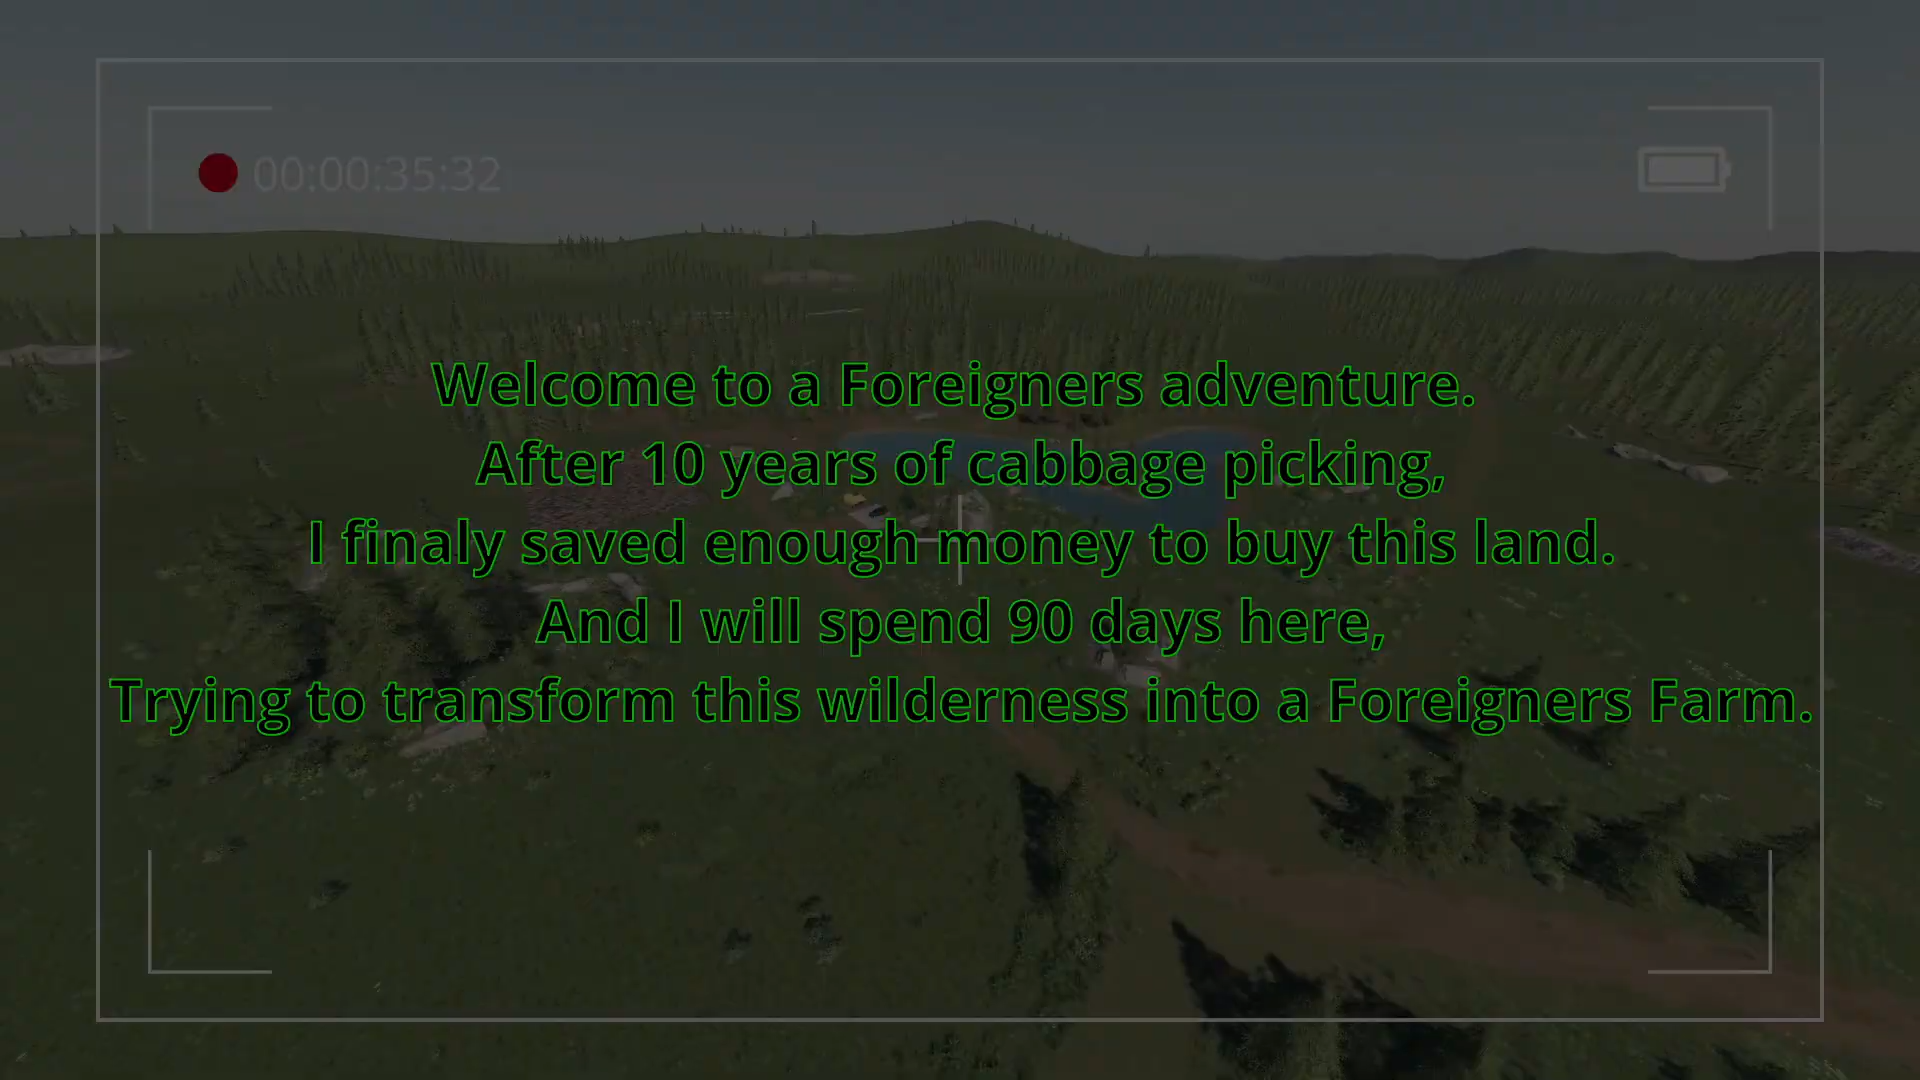 00:00:35:32
Welcome to a Foreigners adventure.
After 10 years of cabbage picking,
I finaly saved enough money to buy this land.
And I will spend 90 days here,
Trying to transform this wilderness into a Foreigners Farm.